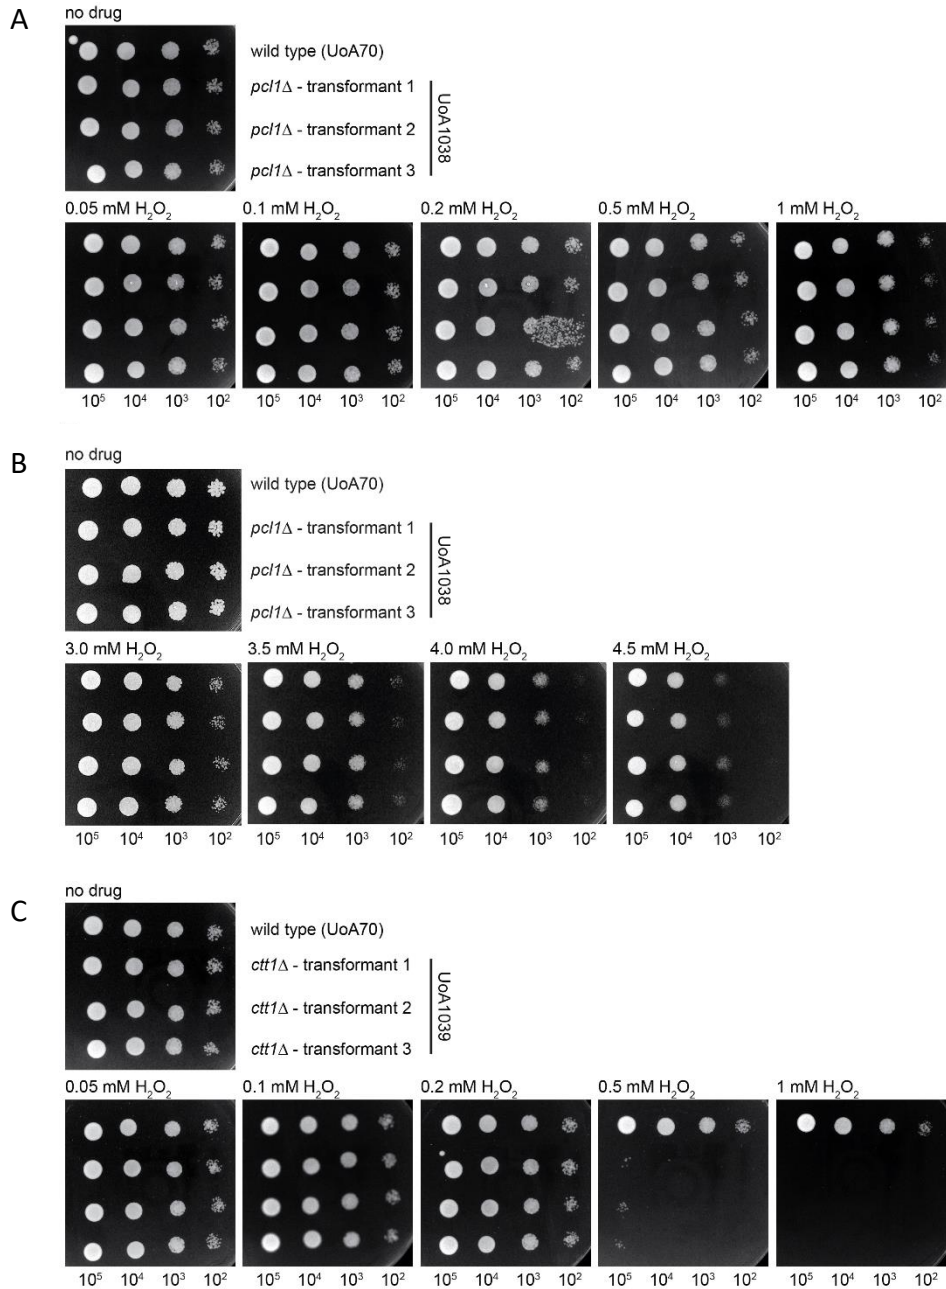 A
no drug
wild type (UoA70)
pcl1Δ - transformant 1
pcl1Δ - transformant 2
pcl1Δ - transformant 3
UoA1038
0.05 mM H₂O₂ 0.1 mM H₂O₂ 0.2 mM H₂O₂ 0.5 mM H₂O₂ 1 mM H₂O₂
10⁵ 10⁴ 10³ 10² 10⁵ 10⁴ 10³ 10² 10⁵ 10⁴ 10³ 10² 10⁵ 10⁴ 10³ 10² 10⁵ 10⁴ 10³ 10²
B
no drug
wild type (UoA70)
pcl1Δ - transformant 1
pcl1Δ - transformant 2
pcl1Δ - transformant 3
UoA1038
3.0 mM H₂O₂ 3.5 mM H₂O₂ 4.0 mM H₂O₂ 4.5 mM H₂O₂
10⁵ 10⁴ 10³ 10² 10⁵ 10⁴ 10³ 10² 10⁵ 10⁴ 10³ 10² 10⁵ 10⁴ 10³ 10²
no drug
C
wild type (UoA70)
ctt1Δ - transformant 1
ctt1Δ - transformant 2
ctt1Δ - transformant 3
UoA1039
0.05 mM H₂O₂ 0.1 mM H₂O₂ 0.2 mM H₂O₂ 0.5 mM H₂O₂ 1 mM H₂O₂
10⁵ 10⁴ 10³ 10² 10⁵ 10⁴ 10³ 10² 10⁵ 10⁴ 10³ 10² 10⁵ 10⁴ 10³ 10² 10⁵ 10⁴ 10³ 10²